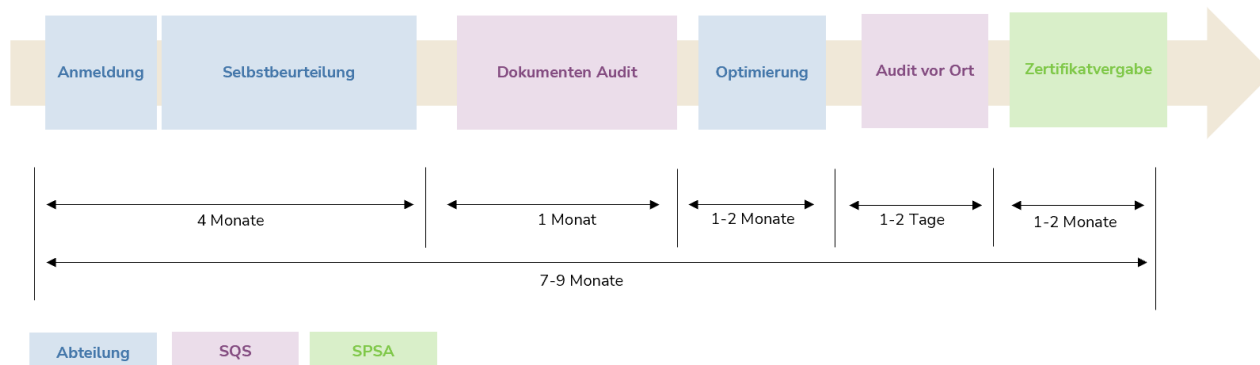 Anmeldung
Selbstbeurteilung
Dokumenten Audit
Optimierung
Audit vor Ort
Zertifikatvergabe
4 Monate
1 Monat
1-2 Monate
1-2 Tage
1-2 Monate
7-9 Monate
Abteilung
SQS
SPSA